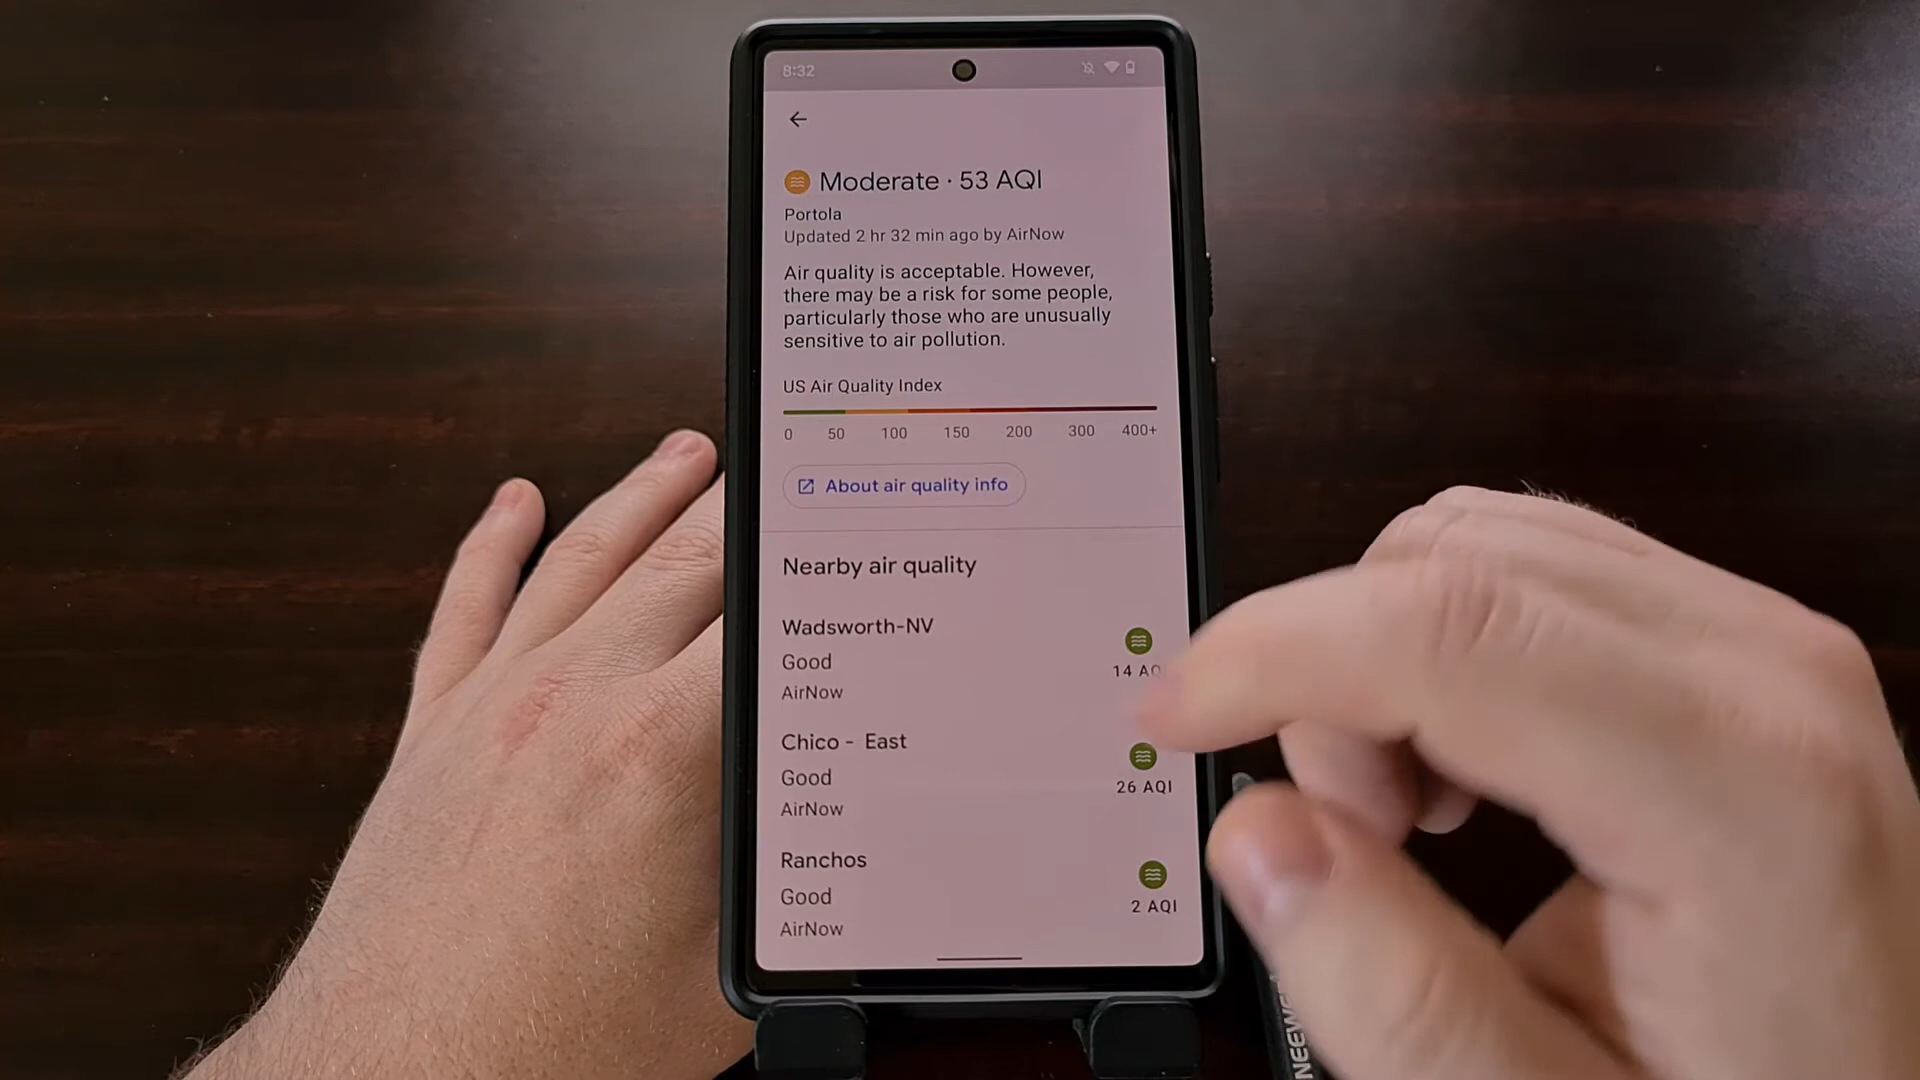 8:32
Moderate · 53 AQI
Portola
Updated 2 hr 32 min ago by AirNow
Air quality is acceptable. However,
there may be a risk for some people,
particularly those who are unusually
sensitive to air pollution.
US Air Quality Index
0 50 100 150 200 300 400+
About air quality info
Nearby air quality
Wadsworth-NV
Good
14
AirNow
Chico - East
Good
26 AQI
AirNow
Ranchos
Good
2 AQI
AirNow